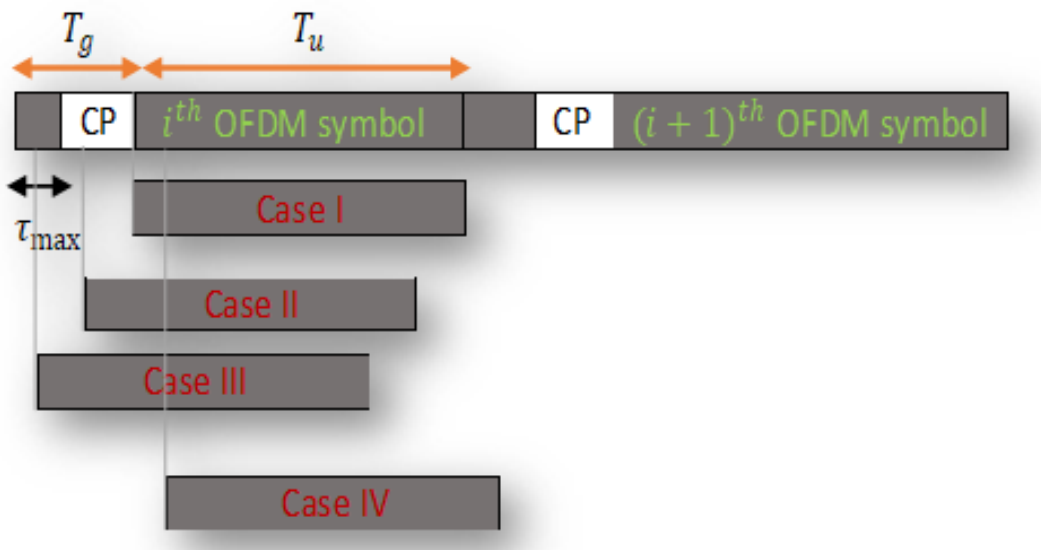 T_g T_u
CP i^{th} OFDM symbol CP (i + 1)^{th} OFDM symbol
τ_max
Case I
Case II
Case III
Case IV